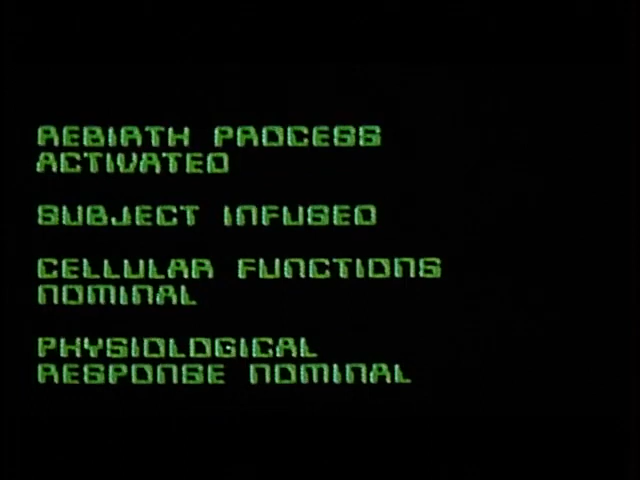 REBIRTH PROCESS
ACTIVATED
SUBJECT INFUSED
CELLULAR FUNCTIONS
NOMINAL
PHYSIOLOGICAL
RESPONSE NOMINAL